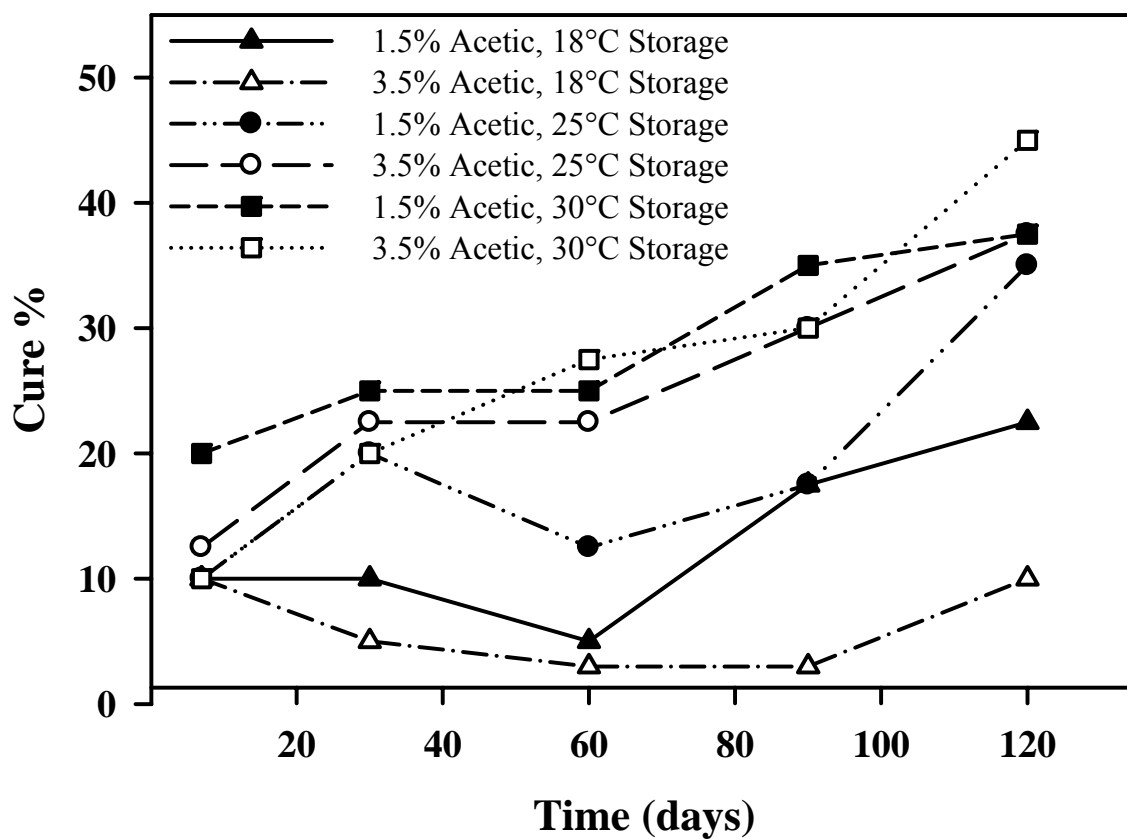 1.5% Acetic, 18°C Storage
3.5% Acetic, 18°C Storage
1.5% Acetic, 25°C Storage
3.5% Acetic, 25°C Storage
1.5% Acetic, 30°C Storage
3.5% Acetic, 30°C Storage
Cure %
50
40
30
20
10
0
20 40 60 80 100 120
Time (days)